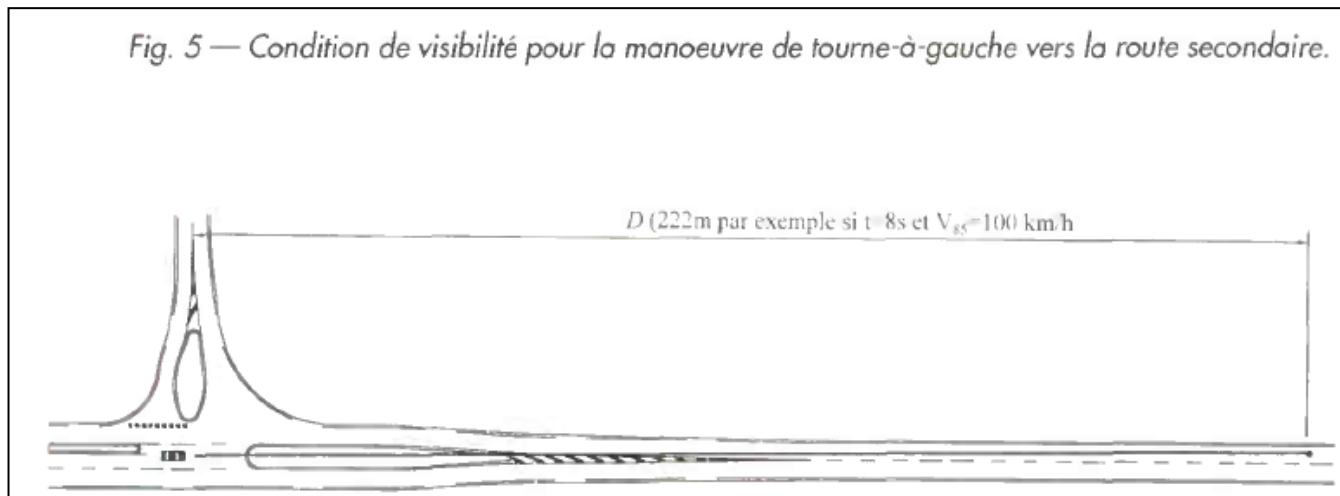 Fig. 5 — Condition de visibilité pour la manoeuvre de tourne-à-gauche vers la route secondaire.
D (222m par exemple si t=8s et V₈₅=100 km/h